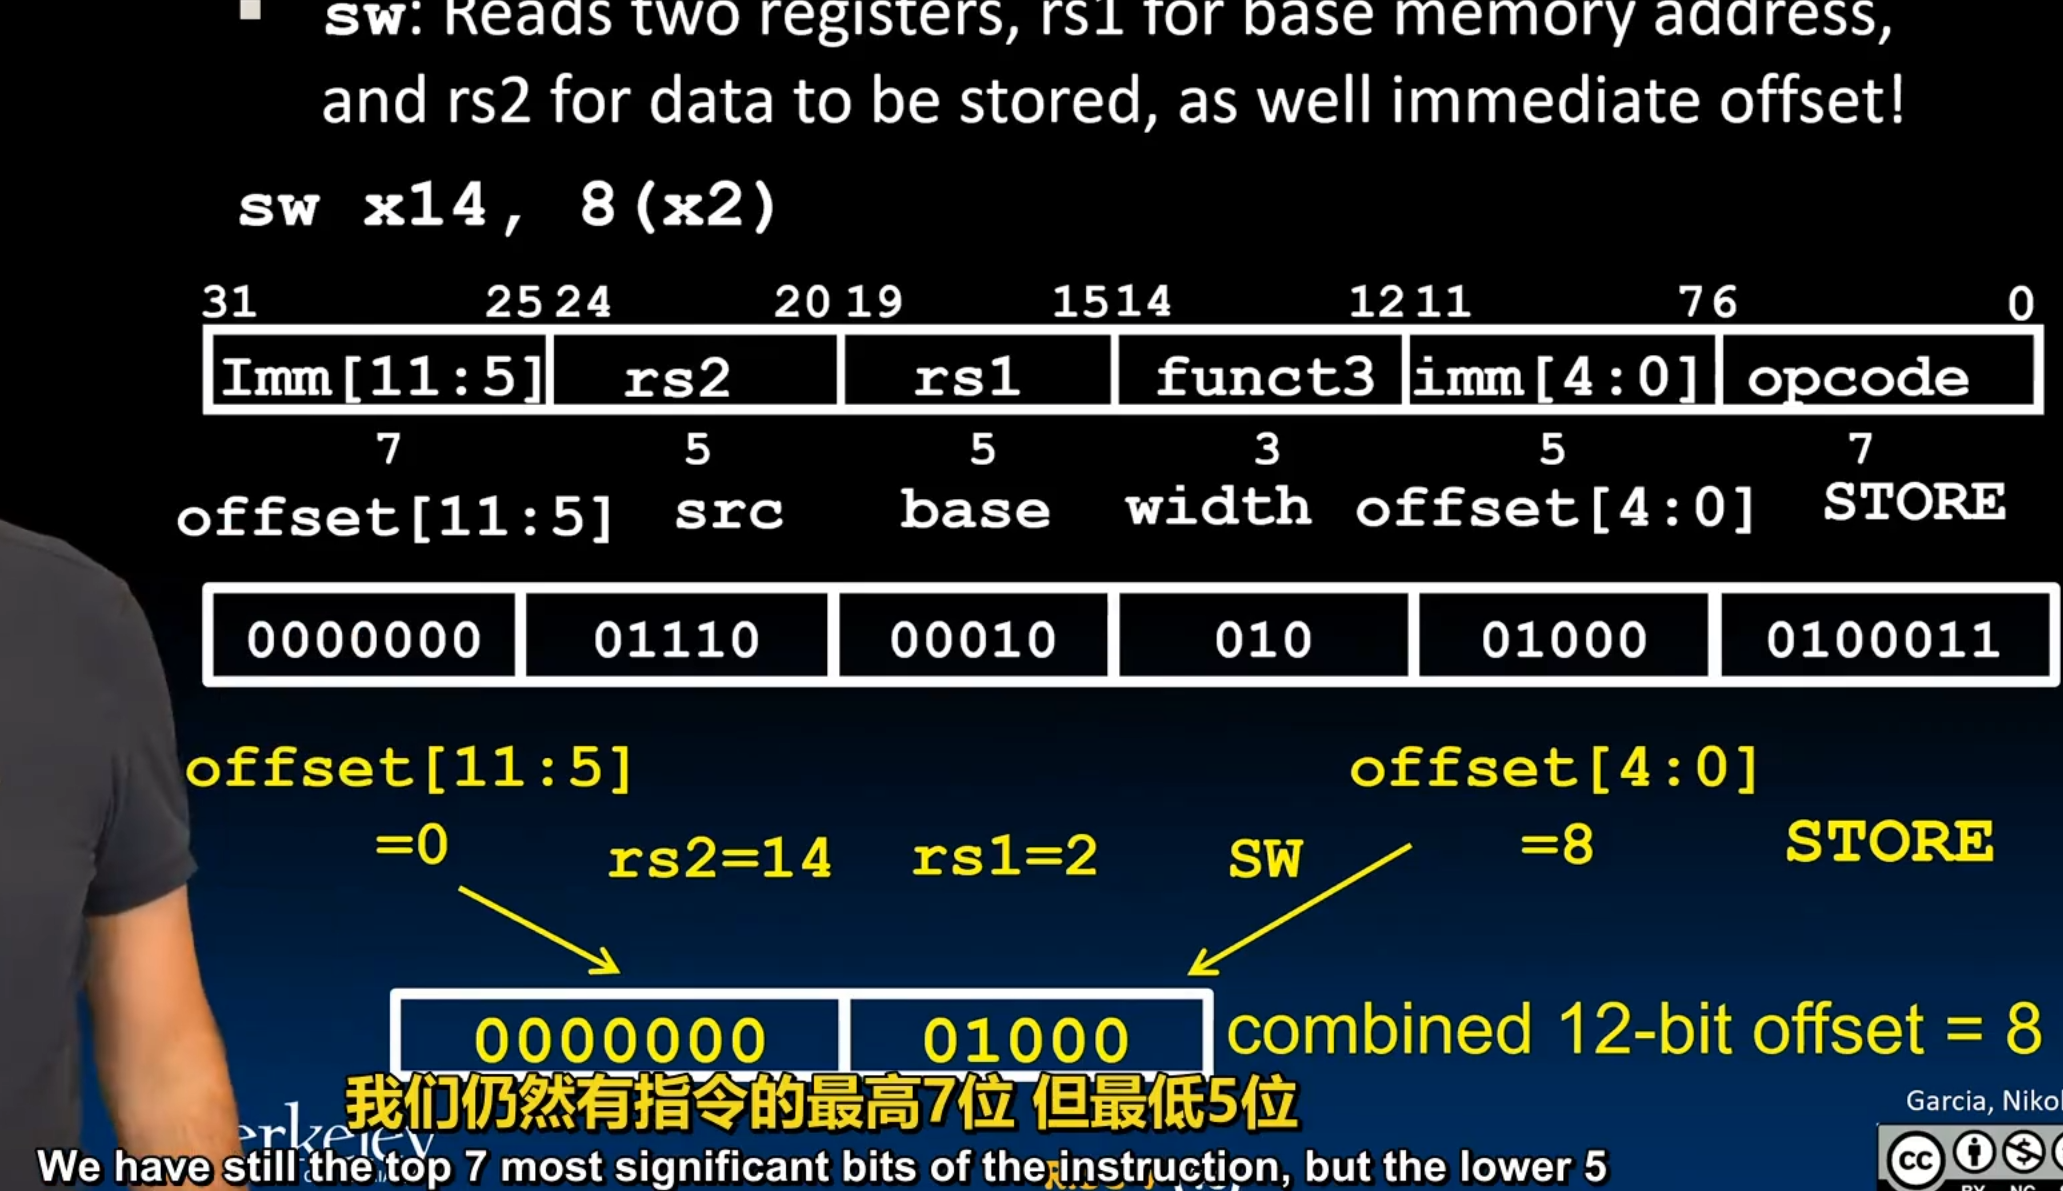 sw: Reads two registers, rs1 for base memory address,
and rs2 for data to be stored, as well immediate offset!
sw x14, 8(x2)
31 25 24 20 19 15 14 12 11 7 6 0
Imm[11:5] rs2 rs1 funct3 imm[4:0] opcode
7 5 5 3 5 7
offset[11:5] src base width offset[4:0] STORE
0000000 01110 00010 010 01000 0100011
offset[11:5] offset[4:0]
=0 rs2=14 rs1=2 SW =8 STORE
0000000 01000 combined 12-bit offset = 8
我们仍然有指令的最高7位 但最低5位
Garcia, Nikol
We have still the top 7 most significant bits of the instruction, but the lower 5
cc